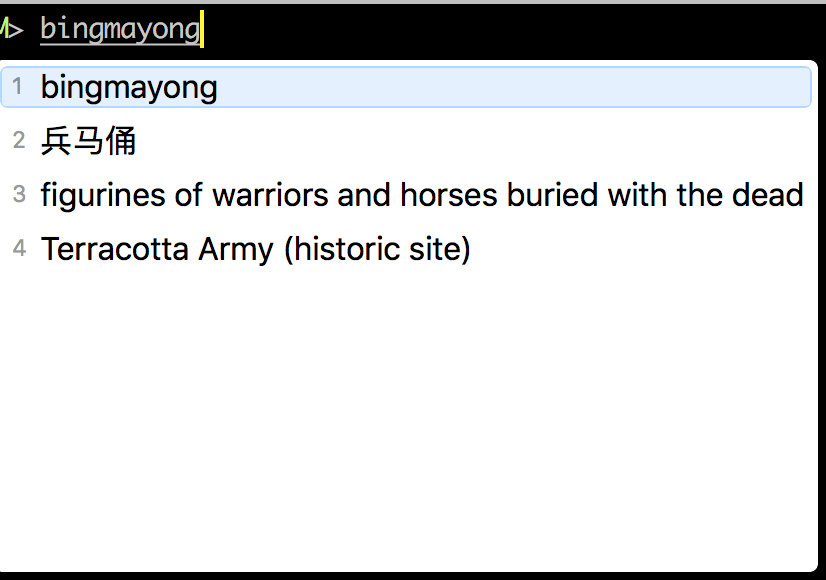 M> bingmayong
1 bingmayong
2 兵马俑
3 figurines of warriors and horses buried with the dead
4 Terracotta Army (historic site)